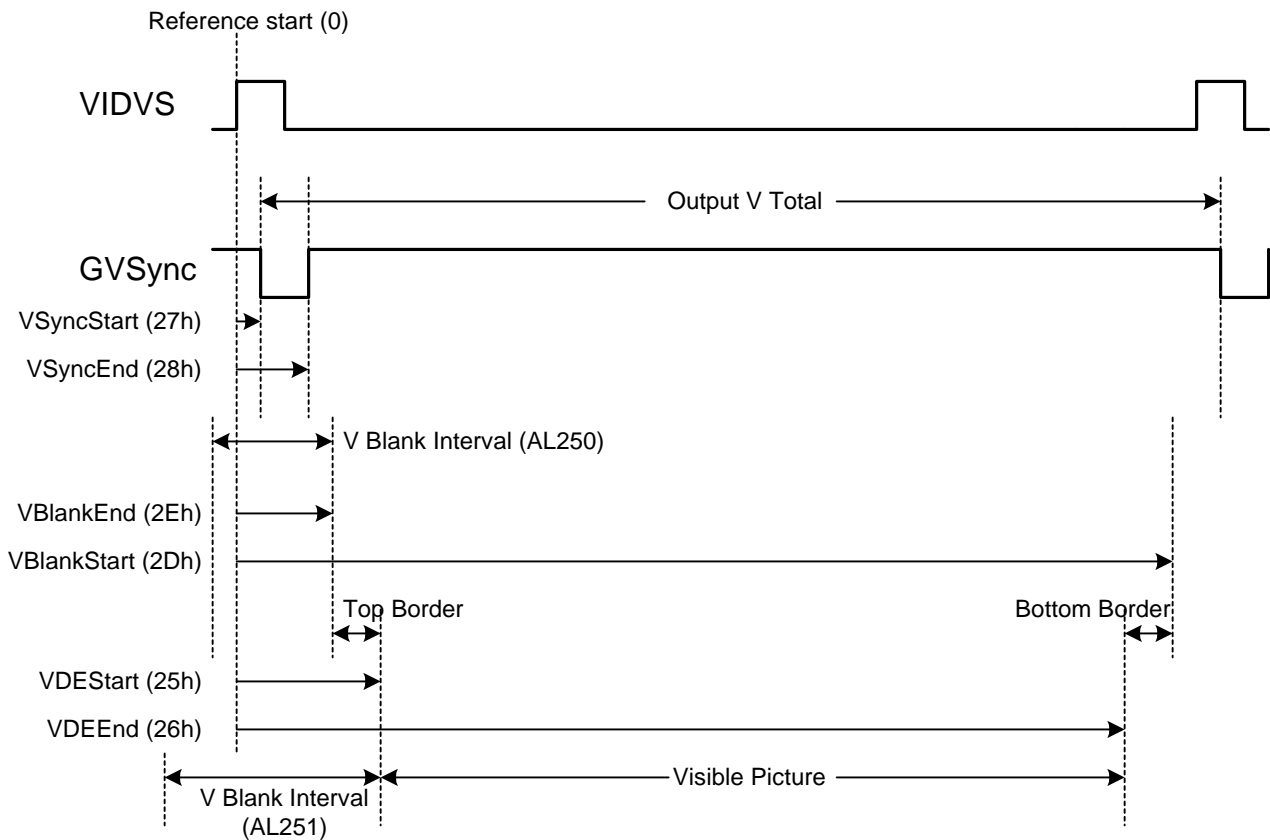 Reference start (0)
VIDVS
Output V Total
GVSync
VSyncStart (27h)
VSyncEnd (28h)
V Blank Interval (AL250)
VBlankEnd (2Eh)
VBlankStart (2Dh)
Top Border
Bottom Border
VDEStart (25h)
VDEEnd (26h)
Visible Picture
V Blank Interval
(AL251)